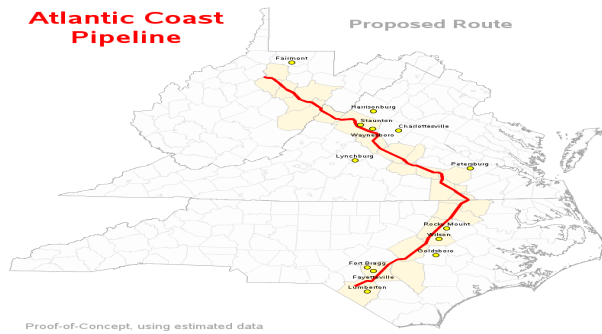 Atlantic Coast
Pipeline
Proposed Route
Fairmont
Harrisonburg
Staunton
Charlottesville
Waynesboro
Lynchburg
Petersburg
Rocky Mount
Wilson
Goldsboro
Fort Bragg
Fayetteville
Lumberton
Proof-of-Concept, using estimated data